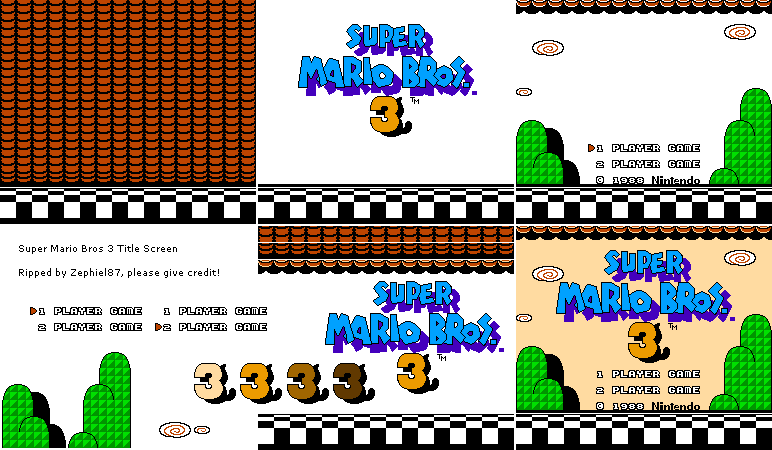 SUPER
MARIO BROS.
3 TM
1 PLAYER GAME
2 PLAYER GAME
© 1988 Nintendo
Super Mario Bros 3 Title Screen
Ripped by Zephiel87, please give credit!
1 PLAYER GAME 1 PLAYER GAME
2 PLAYER GAME 2 PLAYER GAME
3 3 3 3
SUPER
MARIO BROS.
3 TM
SUPER
MARIO BROS.
3 TM
1 PLAYER GAME
2 PLAYER GAME
© 1988 Nintendo